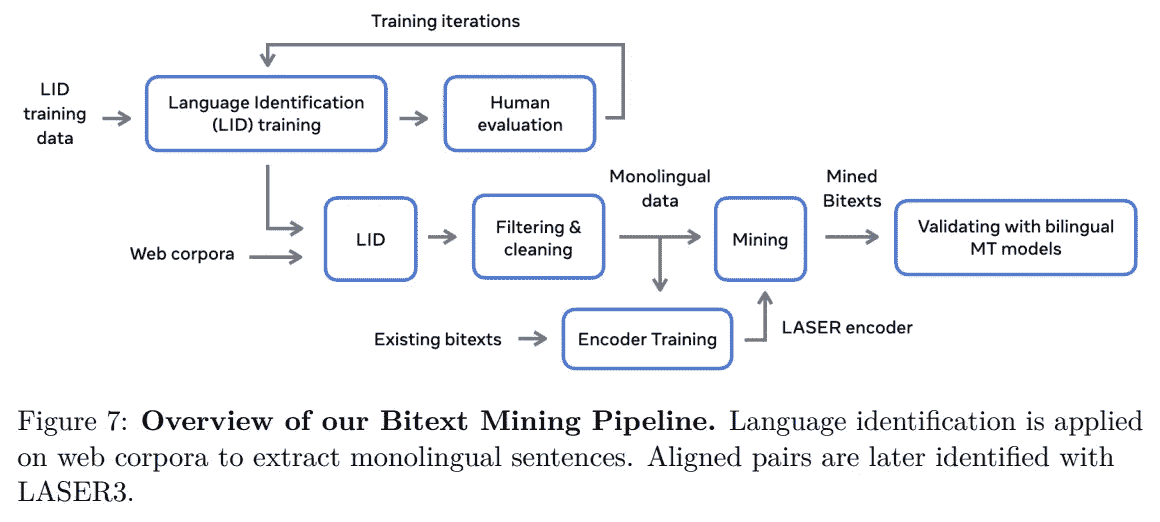 Training iterations
LID
training
data
Language Identification
(LID) training
Human
evaluation
Monolingual
data
Mined
Bitexts
Web corpora
LID
Filtering &
cleaning
Mining
Validating with bilingual
MT models
Existing bitexts
Encoder Training
LASER encoder
Figure 7: Overview of our Bitext Mining Pipeline. Language identification is applied
on web corpora to extract monolingual sentences. Aligned pairs are later identified with
LASER3.